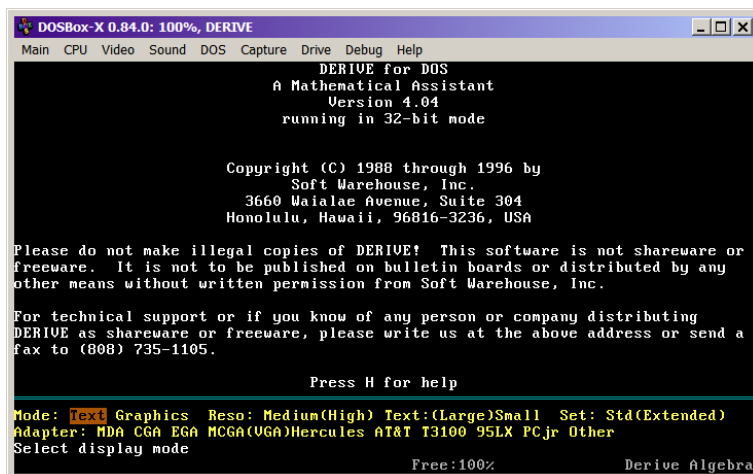 DOSBox-X 0.84.0: 100%, DERIVE
Main CPU Video Sound DOS Capture Drive Debug Help
DERIVE for DOS
A Mathematical Assistant
Version 4.04
running in 32-bit mode
Copyright (C) 1988 through 1996 by
Soft Warehouse, Inc.
3660 Waialae Avenue, Suite 304
Honolulu, Hawaii, 96816-3236, USA
Please do not make illegal copies of DERIVE! This software is not shareware or
freeware. It is not to be published on bulletin boards or distributed by any
other means without written permission from Soft Warehouse, Inc.
For technical support or if you know of any person or company distributing
DERIVE as shareware or freeware, please write us at the above address or send a
fax to (808) 735-1105.
Press H for help
Mode: Text Graphics Reso: Medium(High) Text:(Large)Small Set: Std(Extended)
Adapter: MDA CGA EGA MCGA(VGA)Hercules AT&T T3100 95LX PCjr Other
Select display mode
Free:100% Derive Algebra